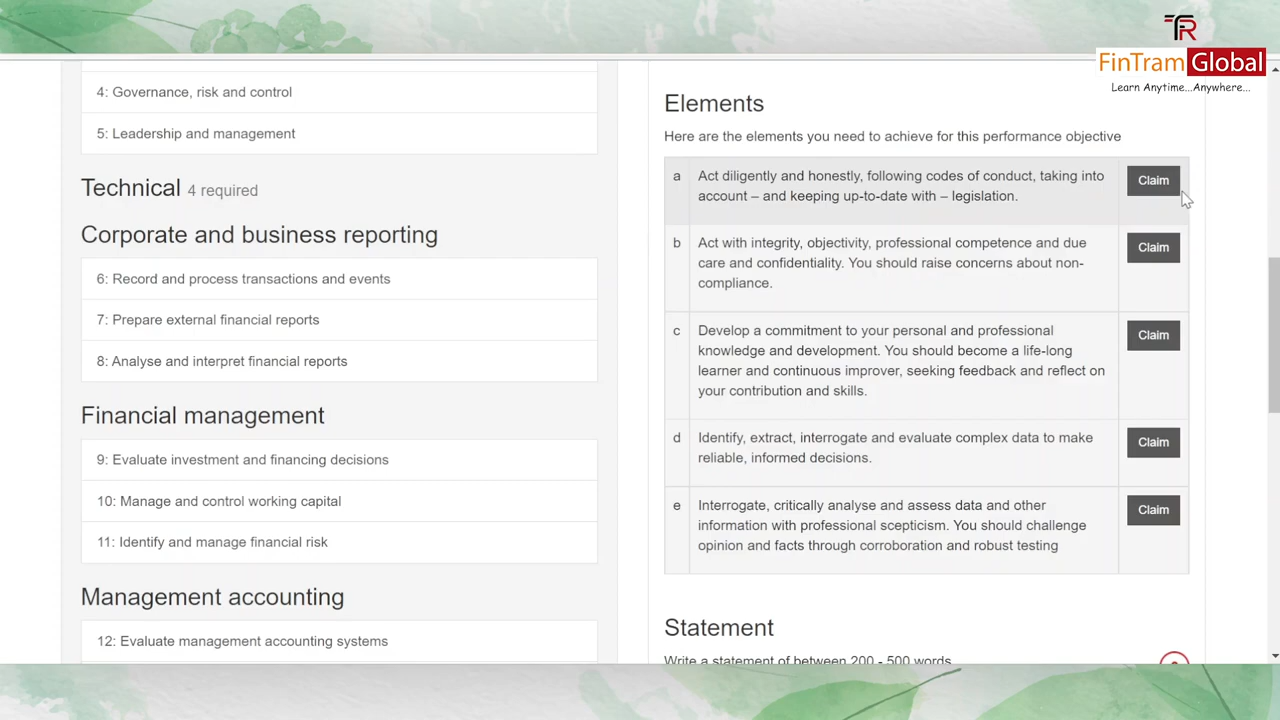 TR
FinTram Global
Learn Anytime...Anywhere...
4: Governance, risk and control
5: Leadership and management
Technical 4 required
Corporate and business reporting
6: Record and process transactions and events
7: Prepare external financial reports
8: Analyse and interpret financial reports
Financial management
9: Evaluate investment and financing decisions
10: Manage and control working capital
11: Identify and manage financial risk
Management accounting
12: Evaluate management accounting systems
Elements
Here are the elements you need to achieve for this performance objective
a Act diligently and honestly, following codes of conduct, taking into Claim
account – and keeping up-to-date with – legislation.
b Act with integrity, objectivity, professional competence and due Claim
care and confidentiality. You should raise concerns about non-
compliance.
c Develop a commitment to your personal and professional Claim
knowledge and development. You should become a life-long
learner and continuous improver, seeking feedback and reflect on
your contribution and skills.
d Identify, extract, interrogate and evaluate complex data to make Claim
reliable, informed decisions.
e Interrogate, critically analyse and assess data and other Claim
information with professional scepticism. You should challenge
opinion and facts through corroboration and robust testing
Statement
Write a statement of between 200 - 500 words